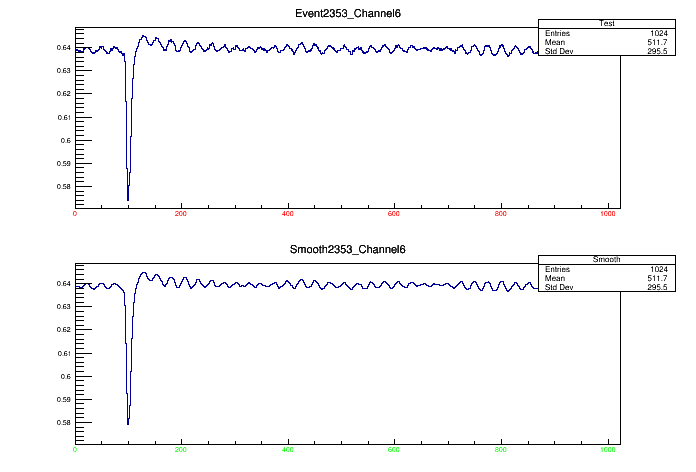 Event2353_Channel6
Test
Entries 1024
Mean 511.7
Std Dev 295.5
0.64
0.63
0.62
0.61
0.6
0.59
0.58
0 200 400 600 800 1000
Smooth2353_Channel6
Smooth
Entries 1024
Mean 511.7
Std Dev 295.5
0.64
0.63
0.62
0.61
0.6
0.59
0.58
0 200 400 600 800 1000